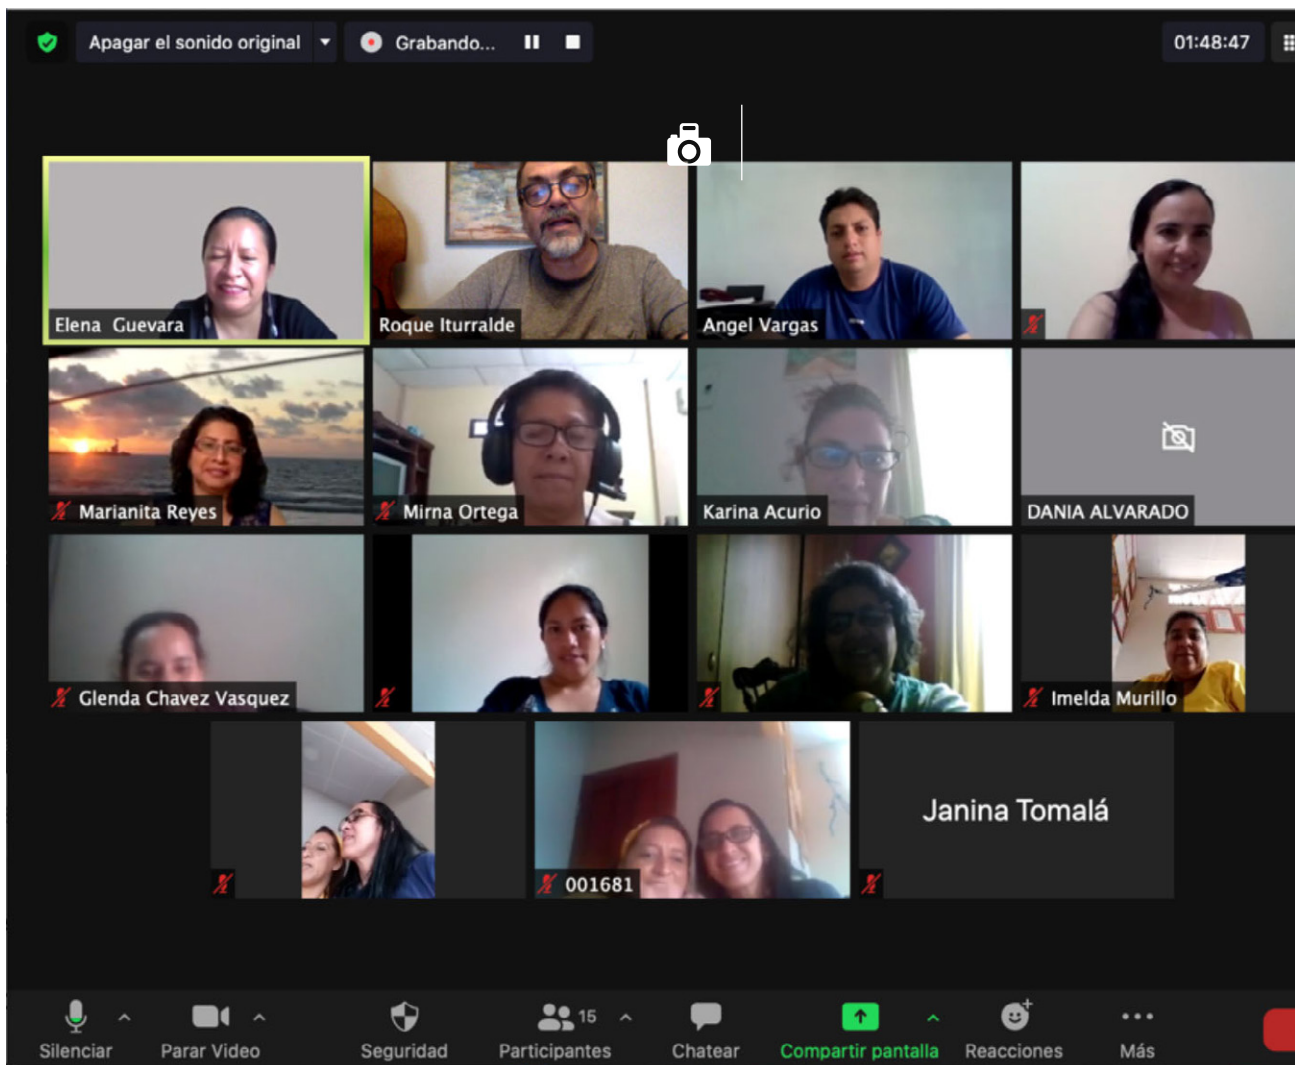 Apagar el sonido original
Grabando...
01:48:47
Elena Guevara
Roque Iturralde
Angel Vargas
Marianita Reyes
Mirna Ortega
Karina Acurio
DANIA ALVARADO
Glenda Chavez Vasquez
Imelda Murillo
001681
Janina Tomalá
15
Silenciar
Parar Video
Seguridad
Participantes
Chatear
Compartir pantalla
Reacciones
Más